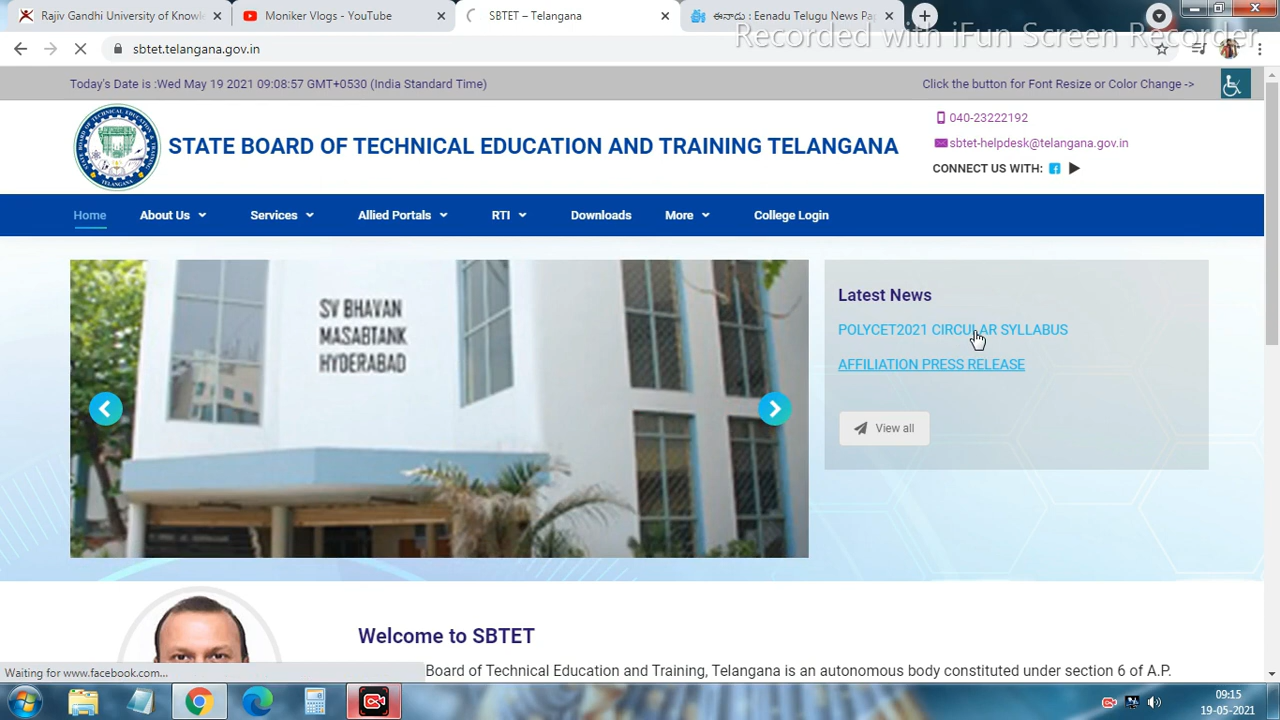 Rajiv Gandhi University of Knowl
Moniker Vlogs - YouTube
SBTET – Telangana
ఈనాడు : Eenadu Telugu News Pa
Recorded with iFun Screen Recorder
sbtet.telangana.gov.in
Today's Date is :Wed May 19 2021 09:08:57 GMT+0530 (India Standard Time)
Click the button for Font Resize or Color Change ->
STATE BOARD OF TECHNICAL EDUCATION AND TRAINING TELANGANA
040-23222192
sbtet-helpdesk@telangana.gov.in
CONNECT US WITH:
Home About Us Services Allied Portals RTI Downloads More College Login
SV BHAVAN
MASABTANK
HYDERABAD
Latest News
POLYCET2021 CIRCULAR SYLLABUS
AFFILIATION PRESS RELEASE
View all
Welcome to SBTET
Board of Technical Education and Training, Telangana is an autonomous body constituted under section 6 of A.P.
Waiting for www.facebook.com...
09:15
19-05-2021